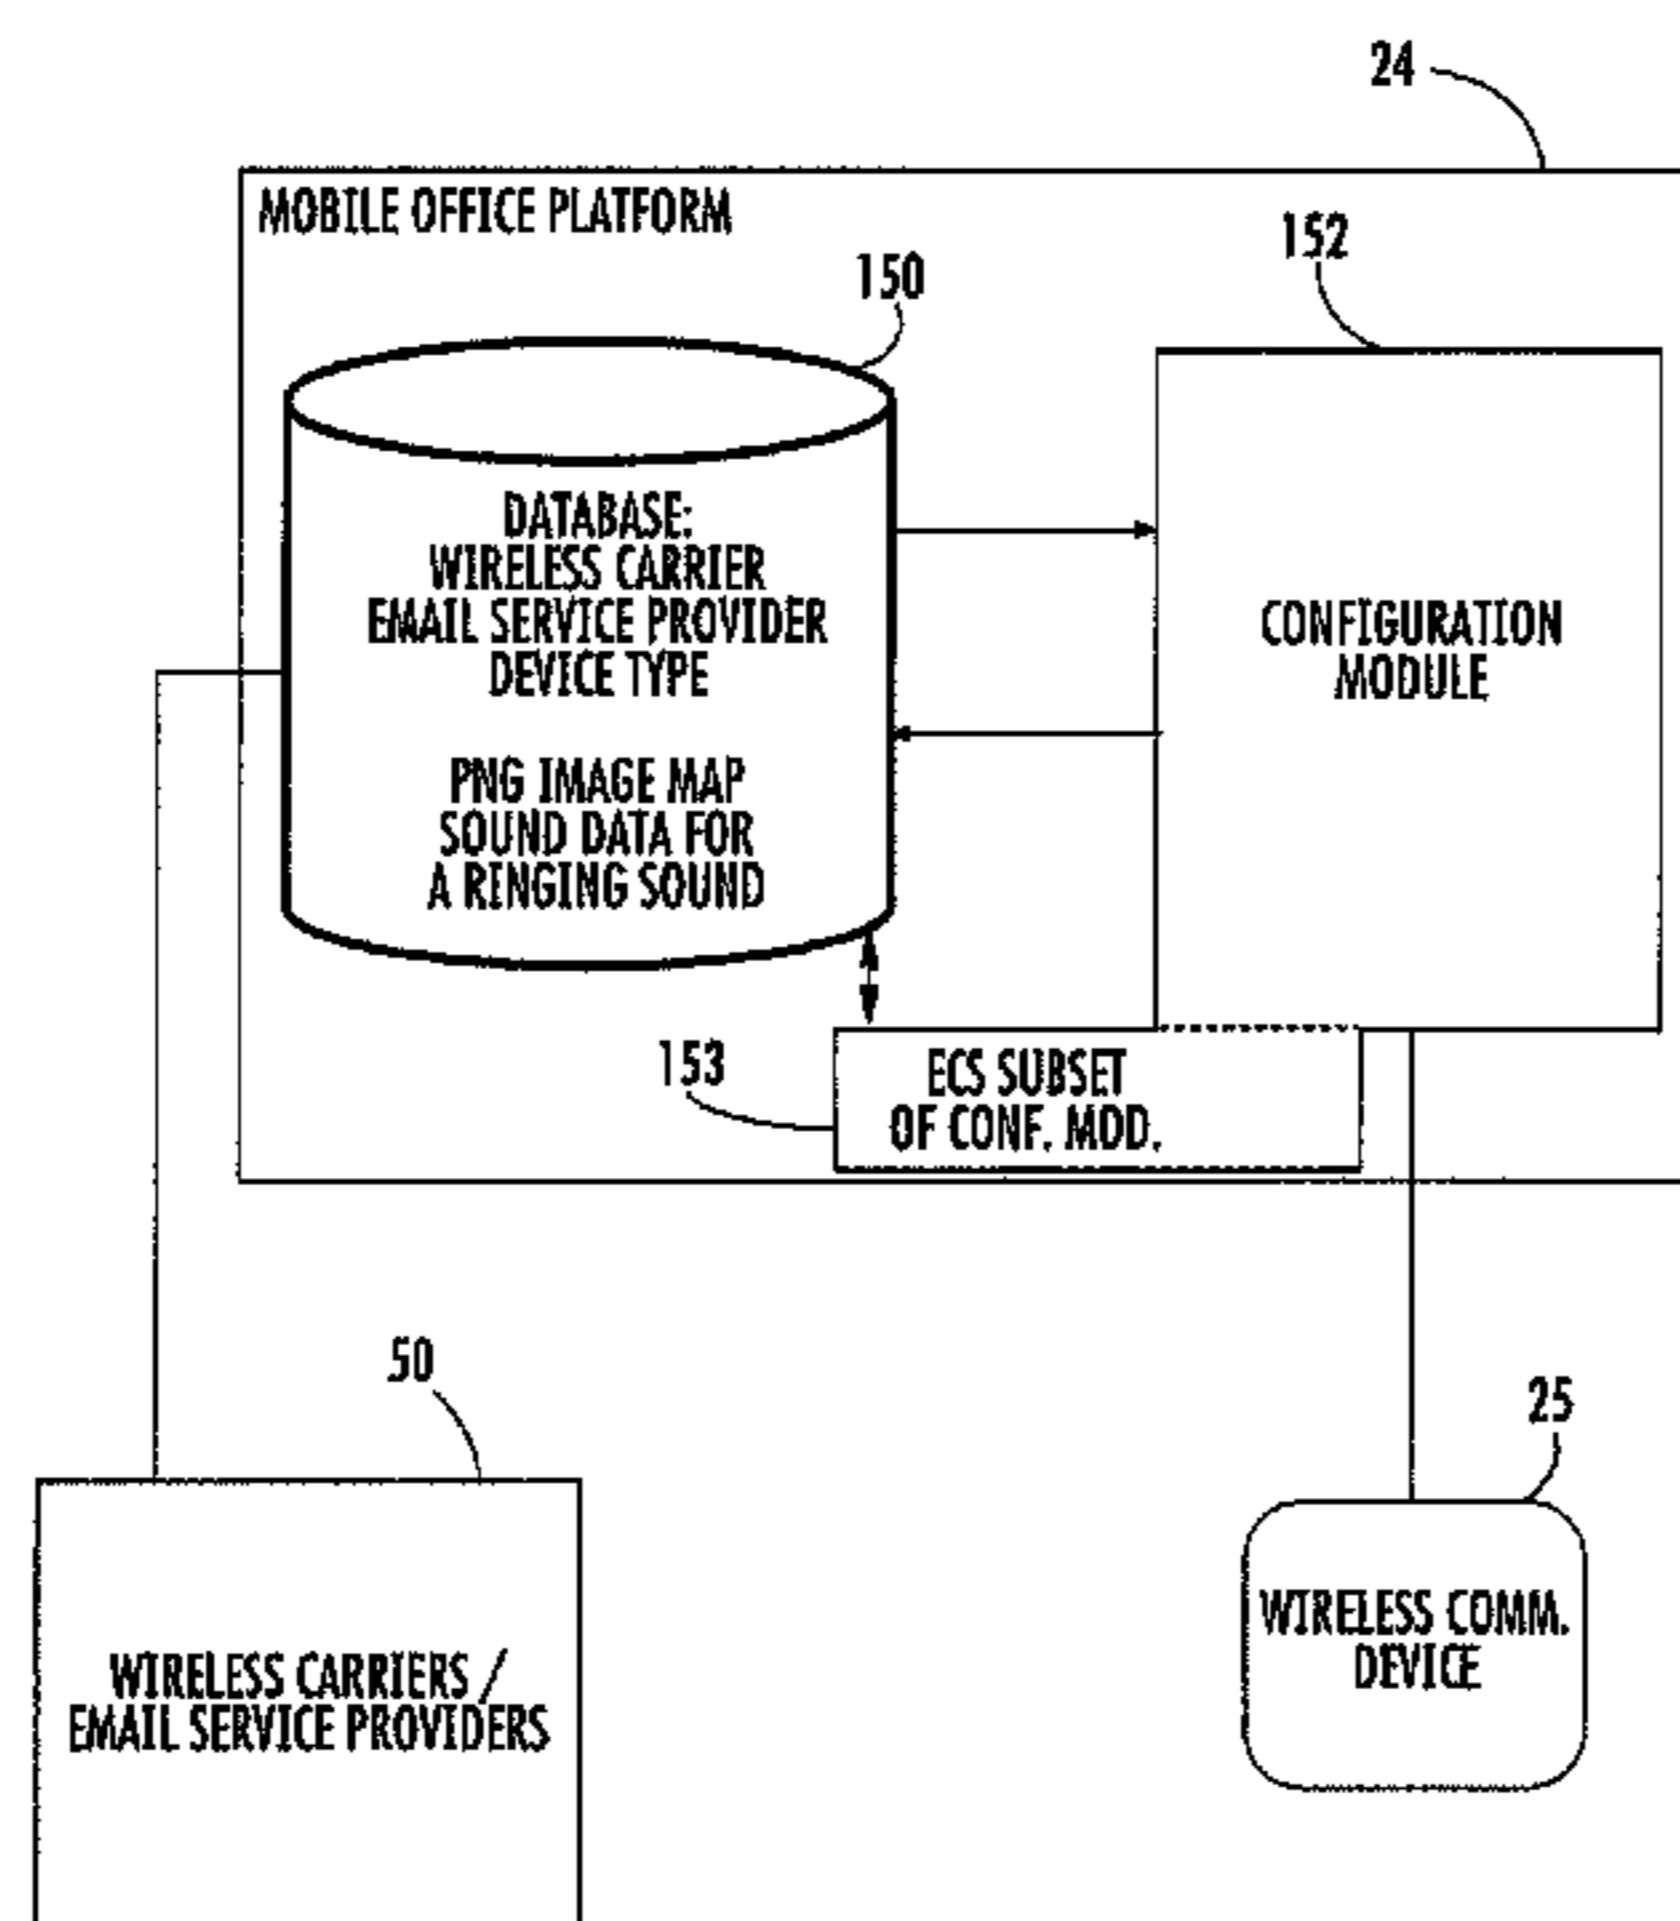 24
MOBILE OFFICE PLATFORM
152
150
DATABASE:
WIRELESS CARRIER
EMAIL SERVICE PROVIDER
DEVICE TYPE
PNG IMAGE MAP
SOUND DATA FOR
A RINGING SOUND
CONFIGURATION
MODULE
153
ECS SUBSET
OF CONF. MOD.
50
25
WIRELESS CARRIERS /
EMAIL SERVICE PROVIDERS
WIRELESS COMM.
DEVICE